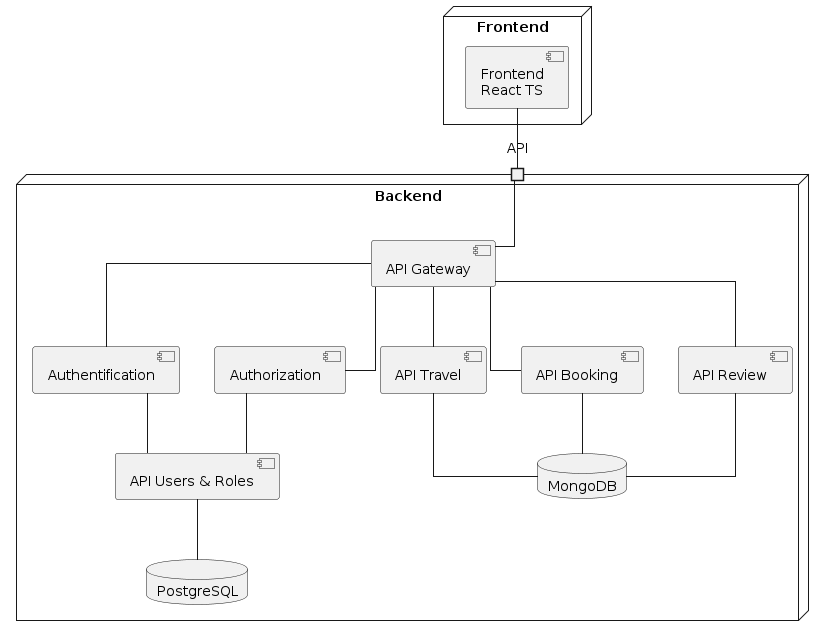 Frontend
Frontend
React TS
API
Backend
API Gateway
Authentification
Authorization
API Travel
API Booking
API Review
API Users & Roles
MongoDB
PostgreSQL